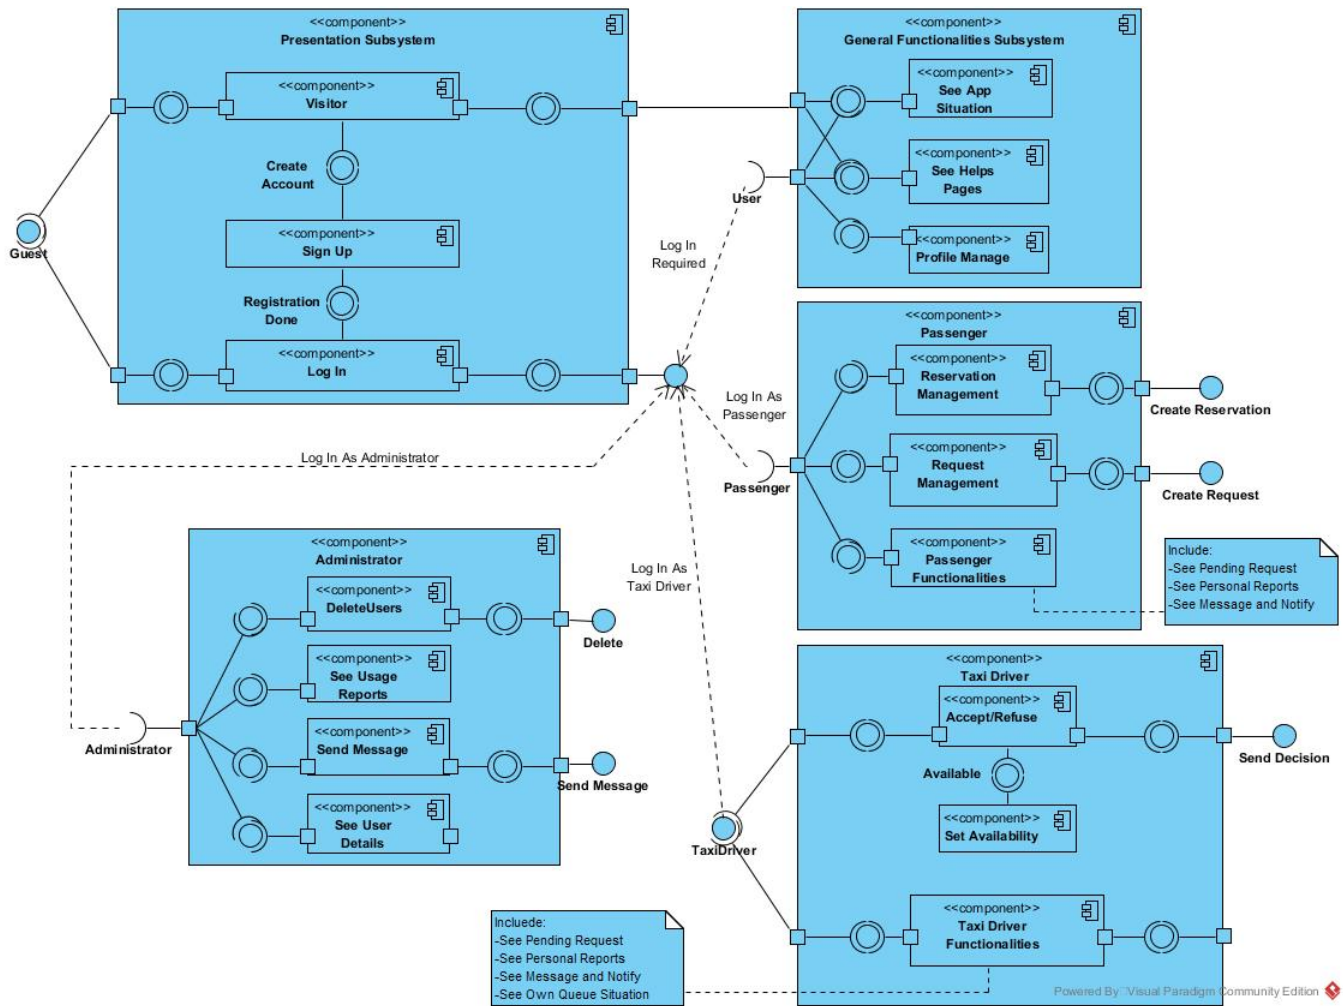 <<component>>
Presentation Subsystem
<<component>>
Visitor
Create
Account
<<component>>
Sign Up
Registration
Done
<<component>>
Log In
Guest
<<component>>
General Functionalities Subsystem
<<component>>
See App
Situation
<<component>>
See Helps
Pages
<<component>>
Profile Manage
User
Log In
Required
<<component>>
Passenger
<<component>>
Reservation
Management
<<component>>
Request
Management
<<component>>
Passenger
Functionalities
Create Reservation
Create Request
Log In As
Passenger
Passenger
Include:
-See Pending Request
-See Personal Reports
-See Message and Notify
Log In As Administrator
<<component>>
Administrator
<<component>>
DeleteUsers
<<component>>
See Usage
Reports
<<component>>
Send Message
<<component>>
See User
Details
Administrator
Delete
Send Message
Log In As
Taxi Driver
<<component>>
Taxi Driver
<<component>>
Accept/Refuse
Available
<<component>>
Set Availability
<<component>>
Taxi Driver
Functionalities
TaxiDriver
Send Decision
Incluede:
-See Pending Request
-See Personal Reports
-See Message and Notify
-See Own Queue Situation
Powered By Visual Paradigm Community Edition